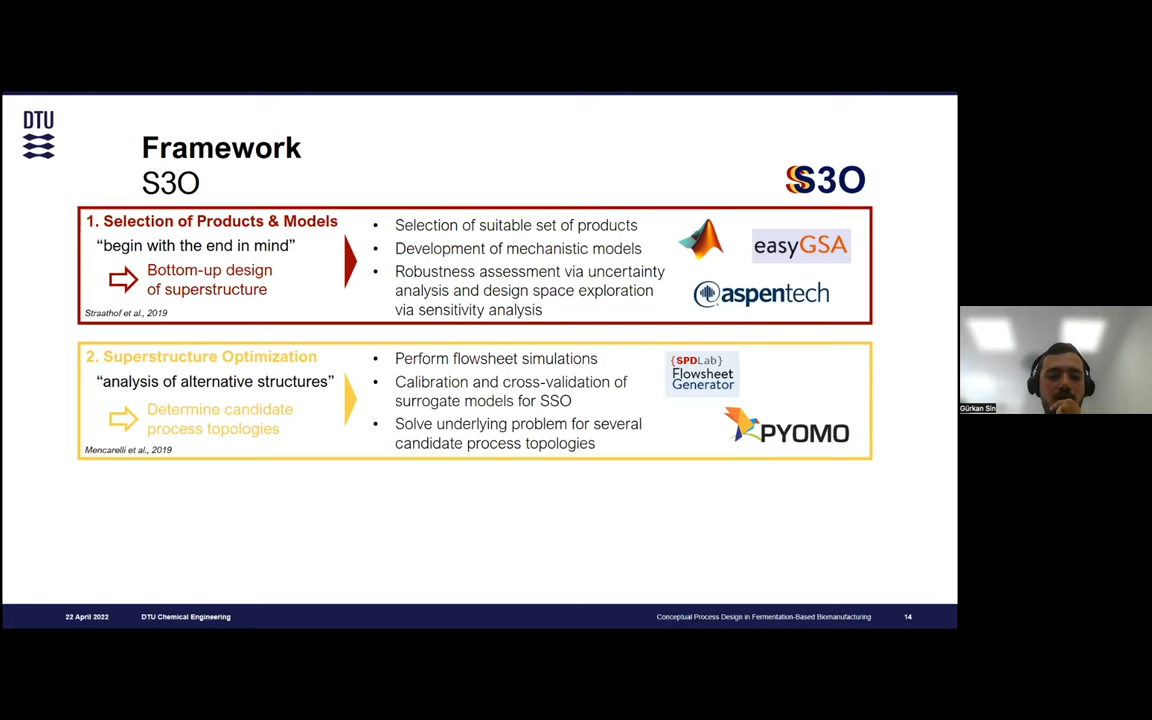 DTU
Framework
S3O
S3O
1. Selection of Products & Models
“begin with the end in mind”
Bottom-up design
of superstructure
Straathof et al., 2019
• Selection of suitable set of products
• Development of mechanistic models
• Robustness assessment via uncertainty
analysis and design space exploration
via sensitivity analysis
easyGSA
aspentech
2. Superstructure Optimization
“analysis of alternative structures”
Determine candidate
process topologies
Mencarelli et al., 2019
• Perform flowsheet simulations
• Calibration and cross-validation of
surrogate models for SSO
• Solve underlying problem for several
candidate process topologies
{SPDLab}
Flowsheet
Generator
PYOMO
Gürkan Sin
22 April 2022 DTU Chemical Engineering Conceptual Process Design in Fermentation-Based Biomanufacturing 14